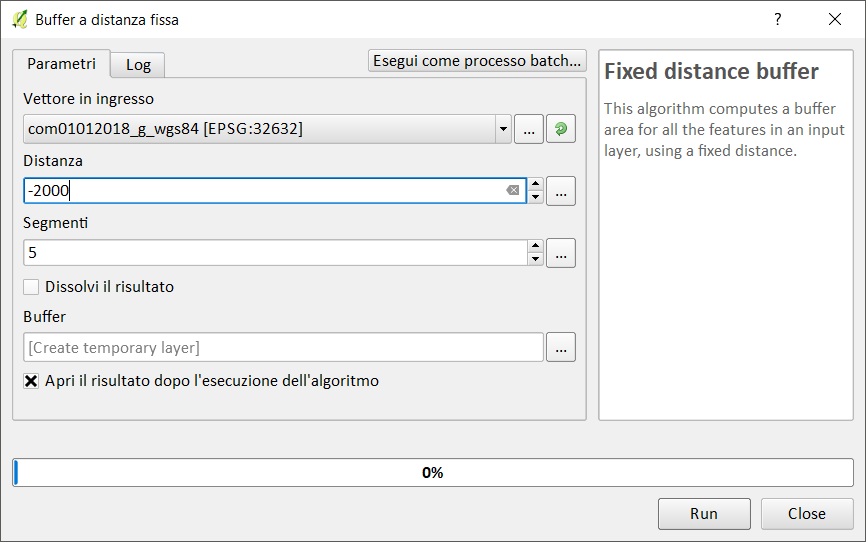 Buffer a distanza fissa
Parametri
Log
Esegui come processo batch...
Vettore in ingresso
com01012018_g_wgs84 [EPSG:32632]
...
Distanza
-2000
...
Segmenti
5
...
Dissolvi il risultato
Buffer
[Create temporary layer]
...
Apri il risultato dopo l'esecuzione dell'algoritmo
Fixed distance buffer
This algorithm computes a buffer
area for all the features in an input
layer, using a fixed distance.
0%
Run
Close